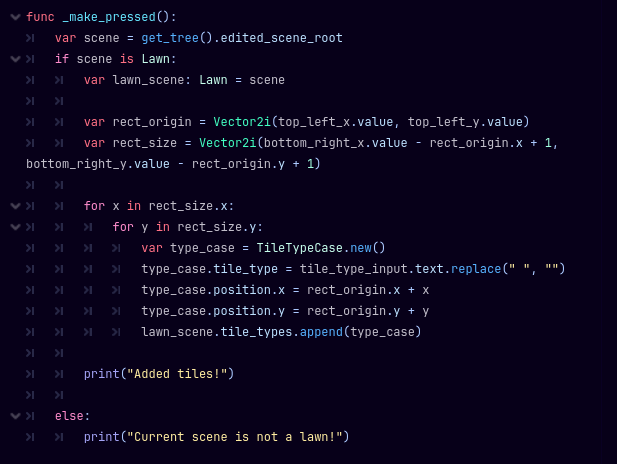 func _make_pressed():
var scene = get_tree().edited_scene_root
if scene is Lawn:
var lawn_scene: Lawn = scene
var rect_origin = Vector2i(top_left_x.value, top_left_y.value)
var rect_size = Vector2i(bottom_right_x.value - rect_origin.x + 1,
bottom_right_y.value - rect_origin.y + 1)
for x in rect_size.x:
for y in rect_size.y:
var type_case = TileTypeCase.new()
type_case.tile_type = tile_type_input.text.replace(" ", "")
type_case.position.x = rect_origin.x + x
type_case.position.y = rect_origin.y + y
lawn_scene.tile_types.append(type_case)
print("Added tiles!")
else:
print("Current scene is not a lawn!")